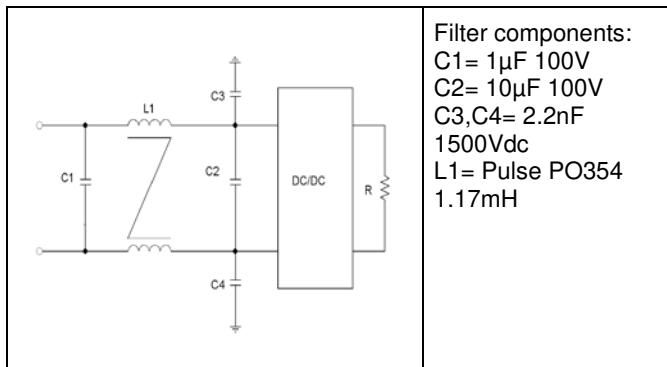 C3
L1
C1
C2
DC/DC
R
C4
Filter components:
C1= 1µF 100V
C2= 10µF 100V
C3,C4= 2.2nF
1500Vdc
L1= Pulse PO354
1.17mH